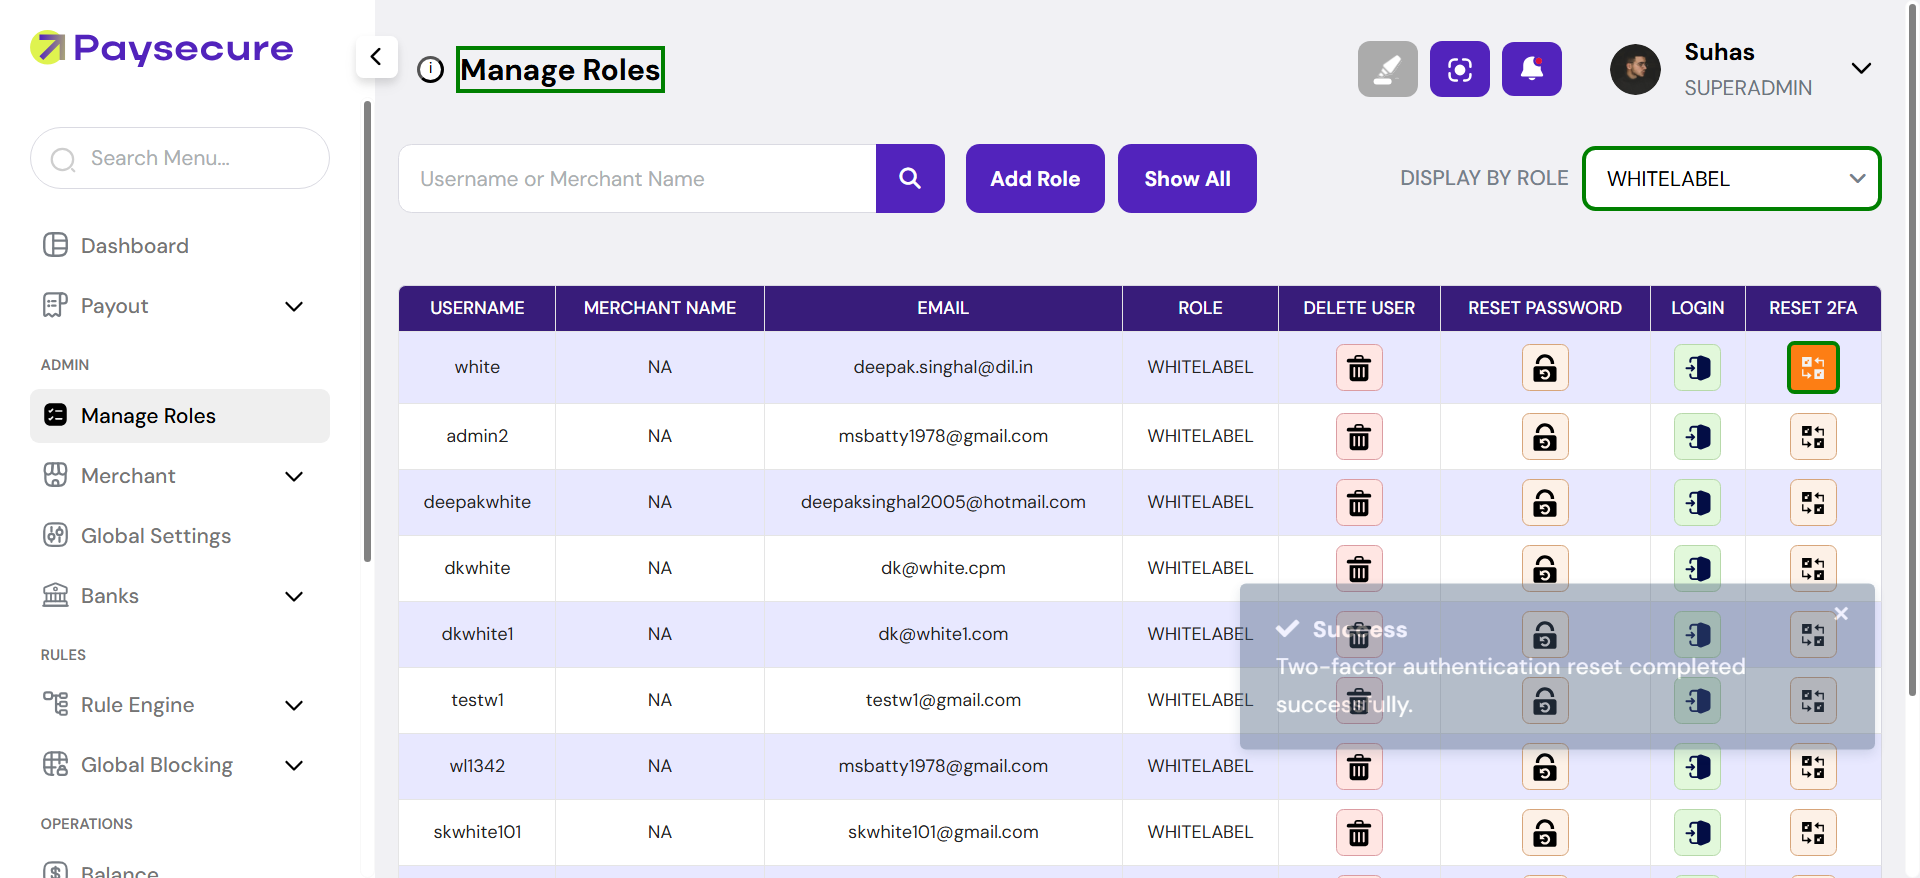 Paysecure
Manage Roles
Suhas
SUPERADMIN
Search Menu...
Username or Merchant Name
Add Role
Show All
DISPLAY BY ROLE
WHITELABEL
Dashboard
Payout
ADMIN
Manage Roles
Merchant
Global Settings
Banks
RULES
Rule Engine
Global Blocking
OPERATIONS
Balance
USERNAME MERCHANT NAME EMAIL ROLE DELETE USER RESET PASSWORD LOGIN RESET 2FA
white NA deepak.singhal@dil.in WHITELABEL
admin2 NA msbatty1978@gmail.com WHITELABEL
deepakwhite NA deepaksinghal2005@hotmail.com WHITELABEL
dkwhite NA dk@white.cpm WHITELABEL
dkwhite1 NA dk@white1.com WHITELABEL
testw1 NA testw1@gmail.com WHITELABEL
wl1342 NA msbatty1978@gmail.com WHITELABEL
skwhite101 NA skwhite101@gmail.com WHITELABEL
Success
Two-factor authentication reset completed
successfully.